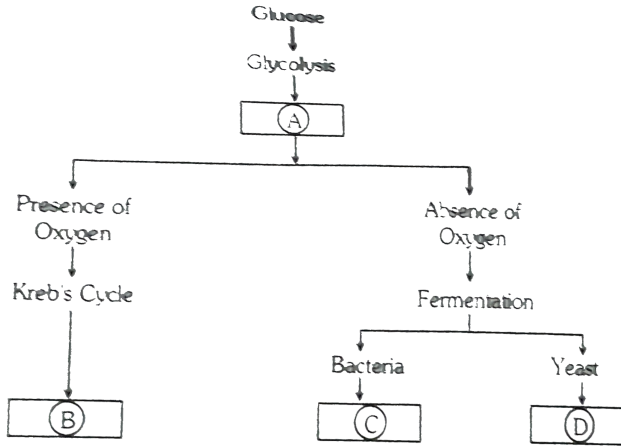 Glucose
Glycolysis
A
Presence of
Oxygen
Absence of
Oxygen
Kreb's Cycle
Fermentation
Bacteria
Yeast
B
C
D